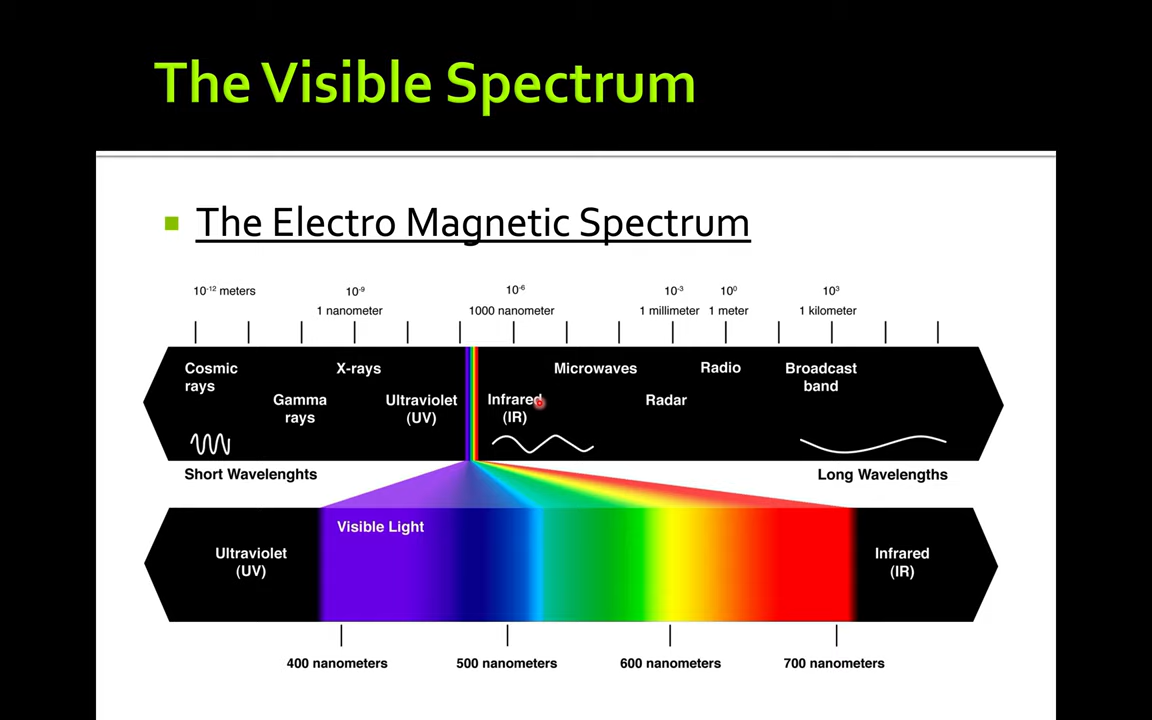 The Visible Spectrum
The Electro Magnetic Spectrum
10-12 meters 10-9 10-6 10-3 100 103
1 nanometer 1000 nanometer 1 millimeter 1 meter 1 kilometer
Cosmic rays X-rays Microwaves Radio Broadcast band
Gamma rays Ultraviolet (UV) Infrared (IR) Radar
Short Wavelenghts Long Wavelengths
Visible Light
Ultraviolet (UV) Infrared (IR)
400 nanometers 500 nanometers 600 nanometers 700 nanometers